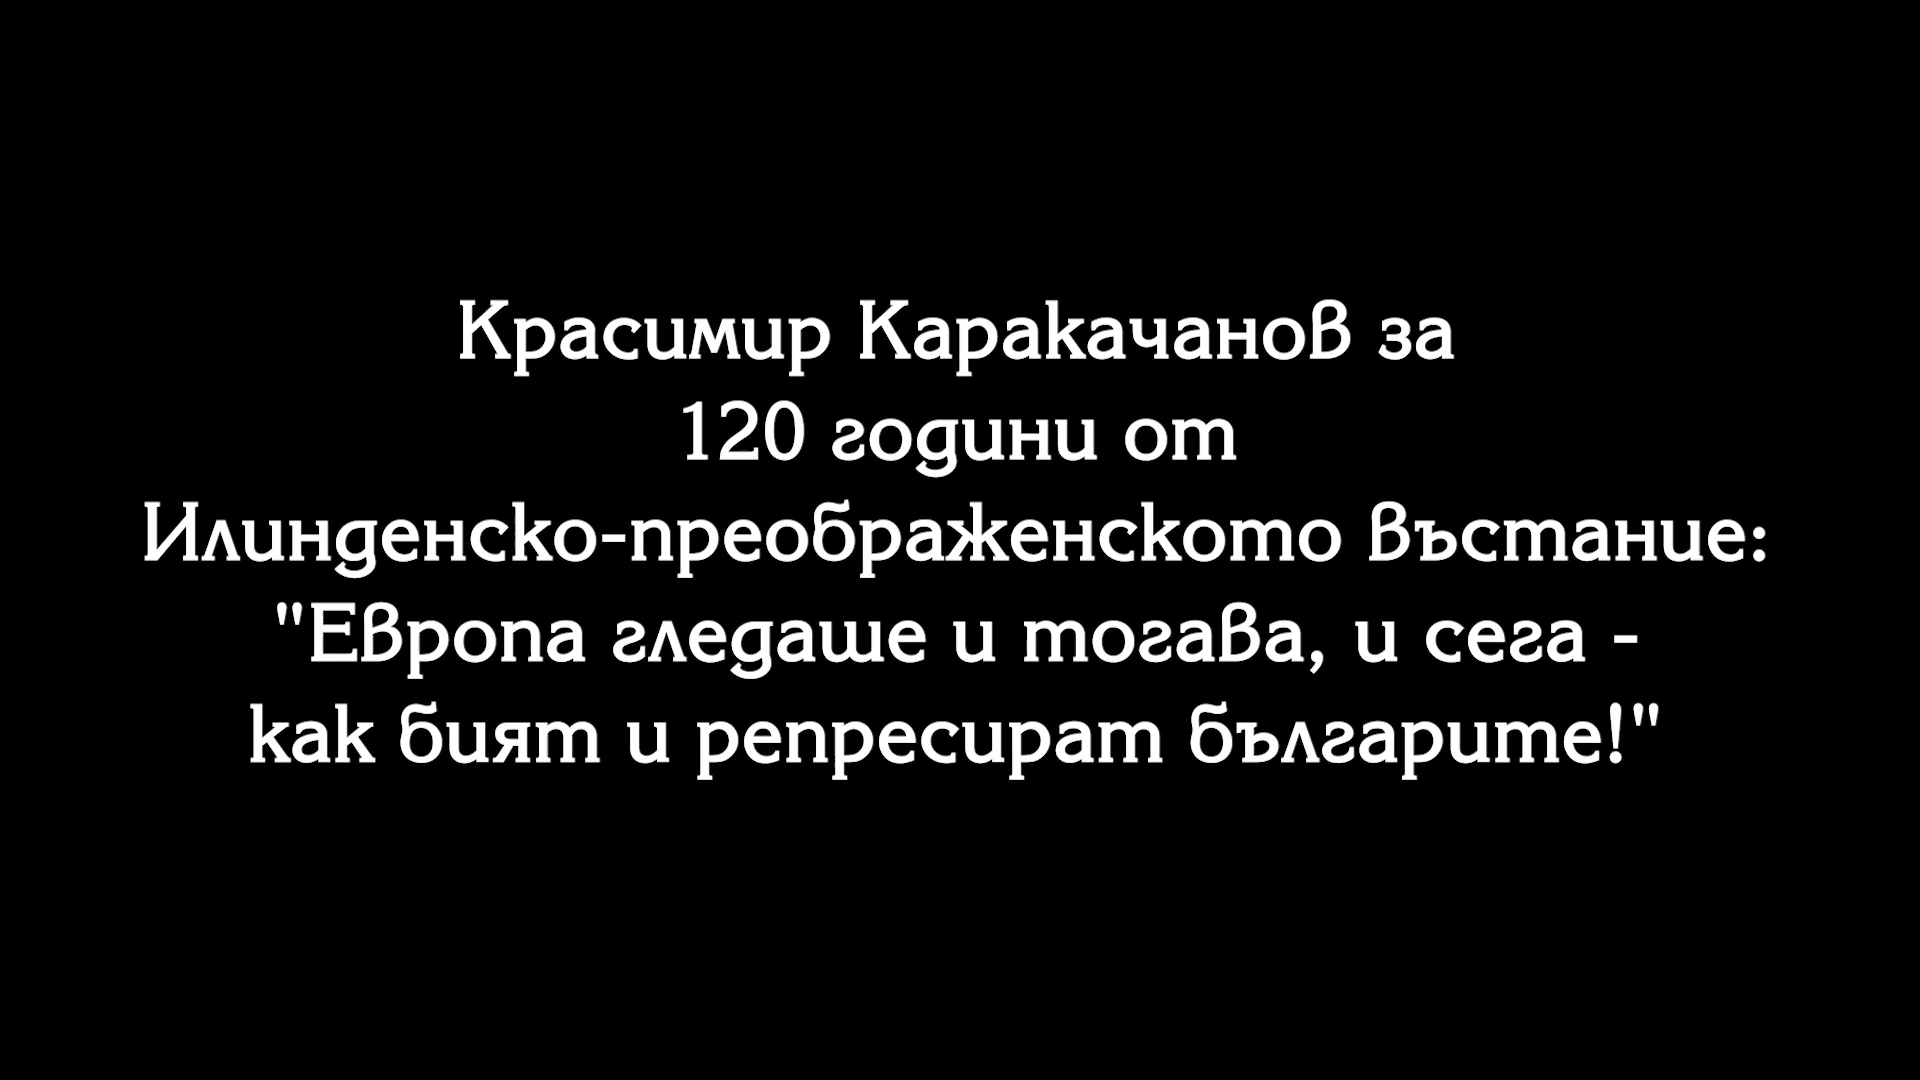 Красимир Каракачанов за
120 години от
Илинденско-преображенското въстание:
"Европа гледаше и тогава, и сега -
как бият и репресират българите!"